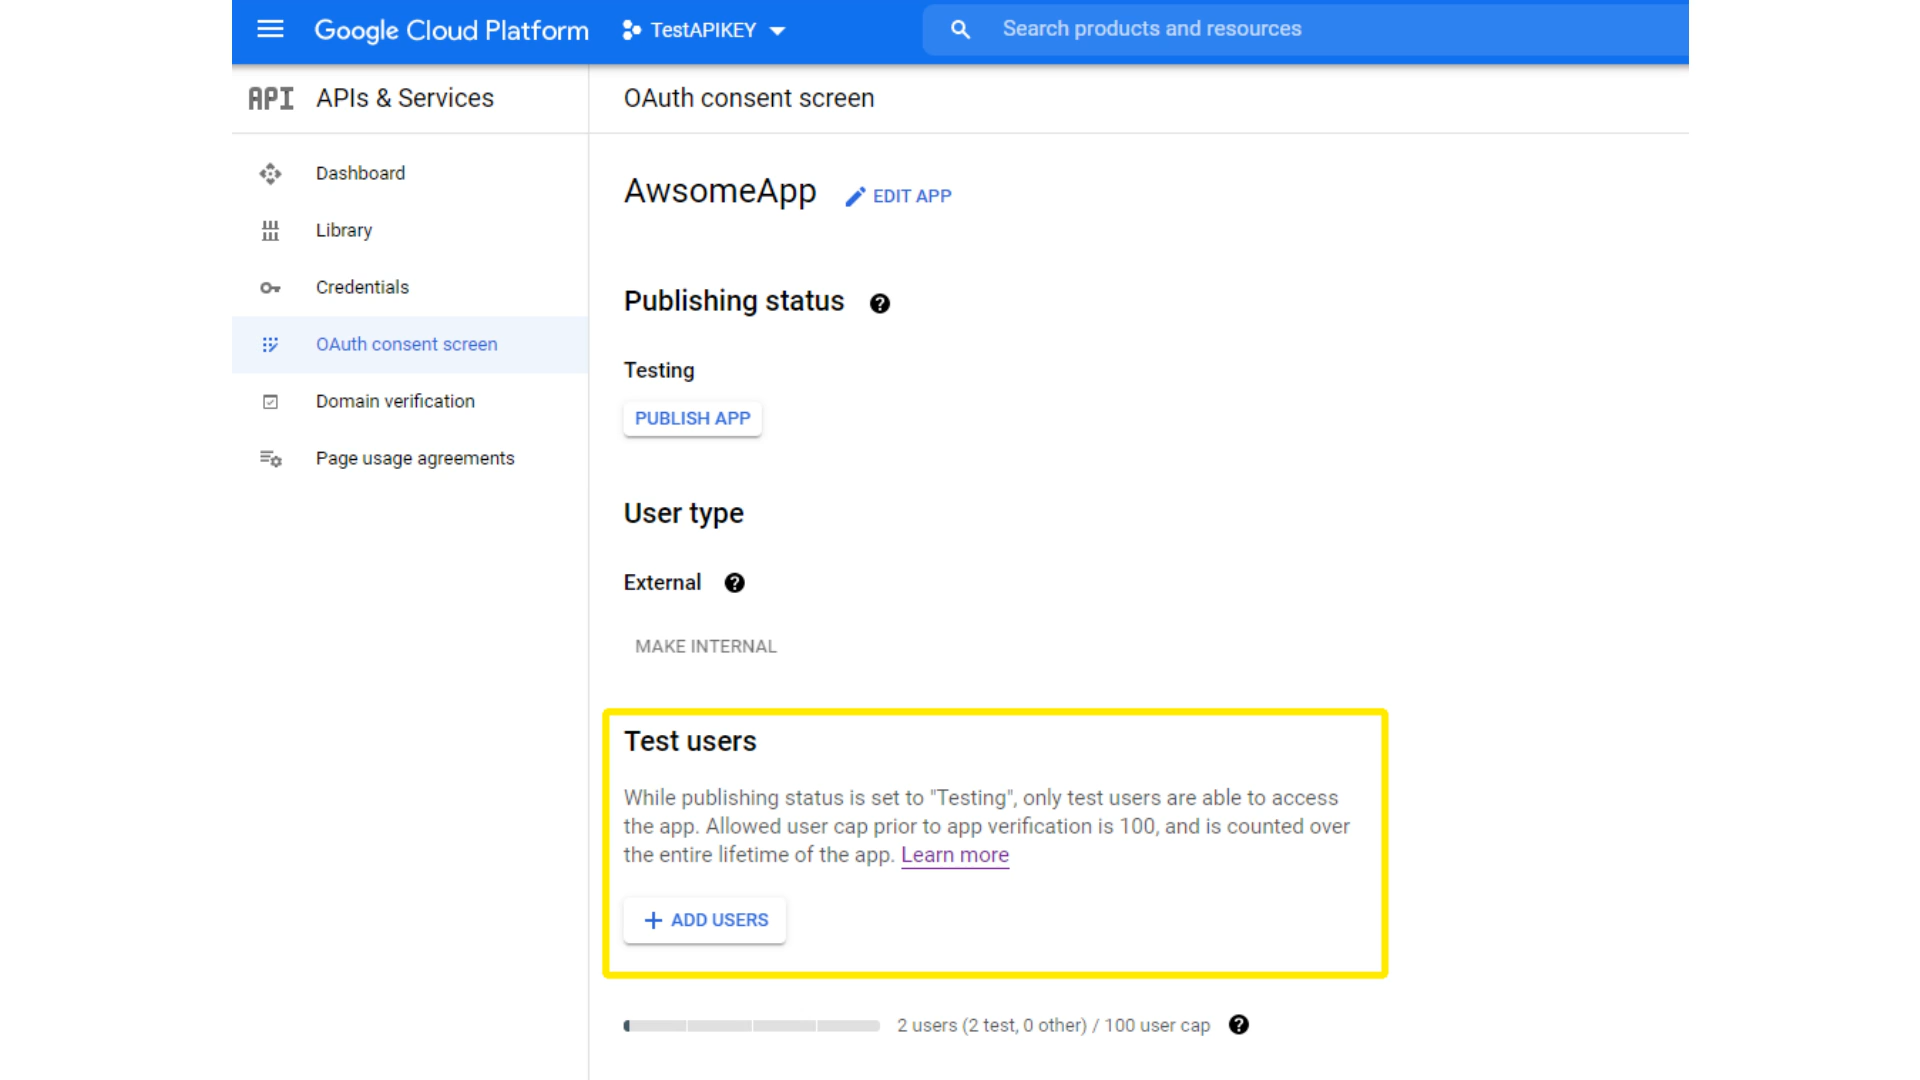 Google Cloud Platform
TestAPIKEY
Search products and resources
API
APIs & Services
OAuth consent screen
Dashboard
Library
Credentials
OAuth consent screen
Domain verification
Page usage agreements
AwsomeApp
EDIT APP
Publishing status
Testing
PUBLISH APP
User type
External
MAKE INTERNAL
Test users
While publishing status is set to "Testing", only test users are able to access
the app. Allowed user cap prior to app verification is 100, and is counted over
the entire lifetime of the app. Learn more
+ ADD USERS
2 users (2 test, 0 other) / 100 user cap